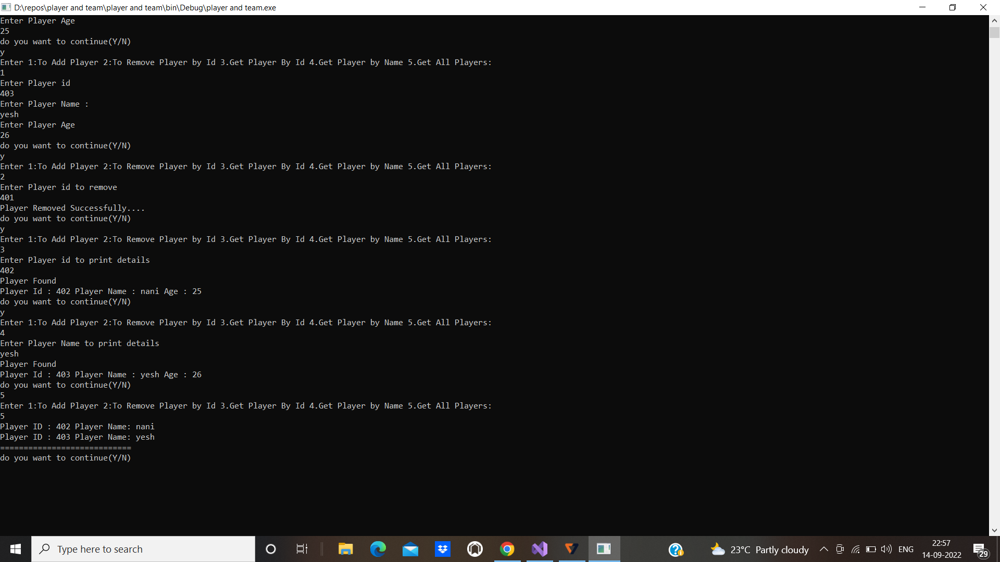 D:\repos\player and team\player and team\bin\Debug\player and team.exe
Enter Player Age
25
do you want to continue(Y/N)
y
Enter 1:To Add Player 2:To Remove Player by Id 3.Get Player By Id 4.Get Player by Name 5.Get All Players:
1
Enter Player id
403
Enter Player Name :
yesh
Enter Player Age
26
do you want to continue(Y/N)
y
Enter 1:To Add Player 2:To Remove Player by Id 3.Get Player By Id 4.Get Player by Name 5.Get All Players:
2
Enter Player id to remove
401
Player Removed Successfully....
do you want to continue(Y/N)
y
Enter 1:To Add Player 2:To Remove Player by Id 3.Get Player By Id 4.Get Player by Name 5.Get All Players:
3
Enter Player id to print details
402
Player Found
Player Id : 402 Player Name : nani Age : 25
do you want to continue(Y/N)
y
Enter 1:To Add Player 2:To Remove Player by Id 3.Get Player By Id 4.Get Player by Name 5.Get All Players:
4
Enter Player Name to print details
yesh
Player Found
Player Id : 403 Player Name : yesh Age : 26
do you want to continue(Y/N)
5
Enter 1:To Add Player 2:To Remove Player by Id 3.Get Player By Id 4.Get Player by Name 5.Get All Players:
5
Player ID : 402 Player Name: nani
Player ID : 403 Player Name: yesh
============================
do you want to continue(Y/N)
Type here to search
23°C Partly cloudy
ENG
22:57
14-09-2022
29